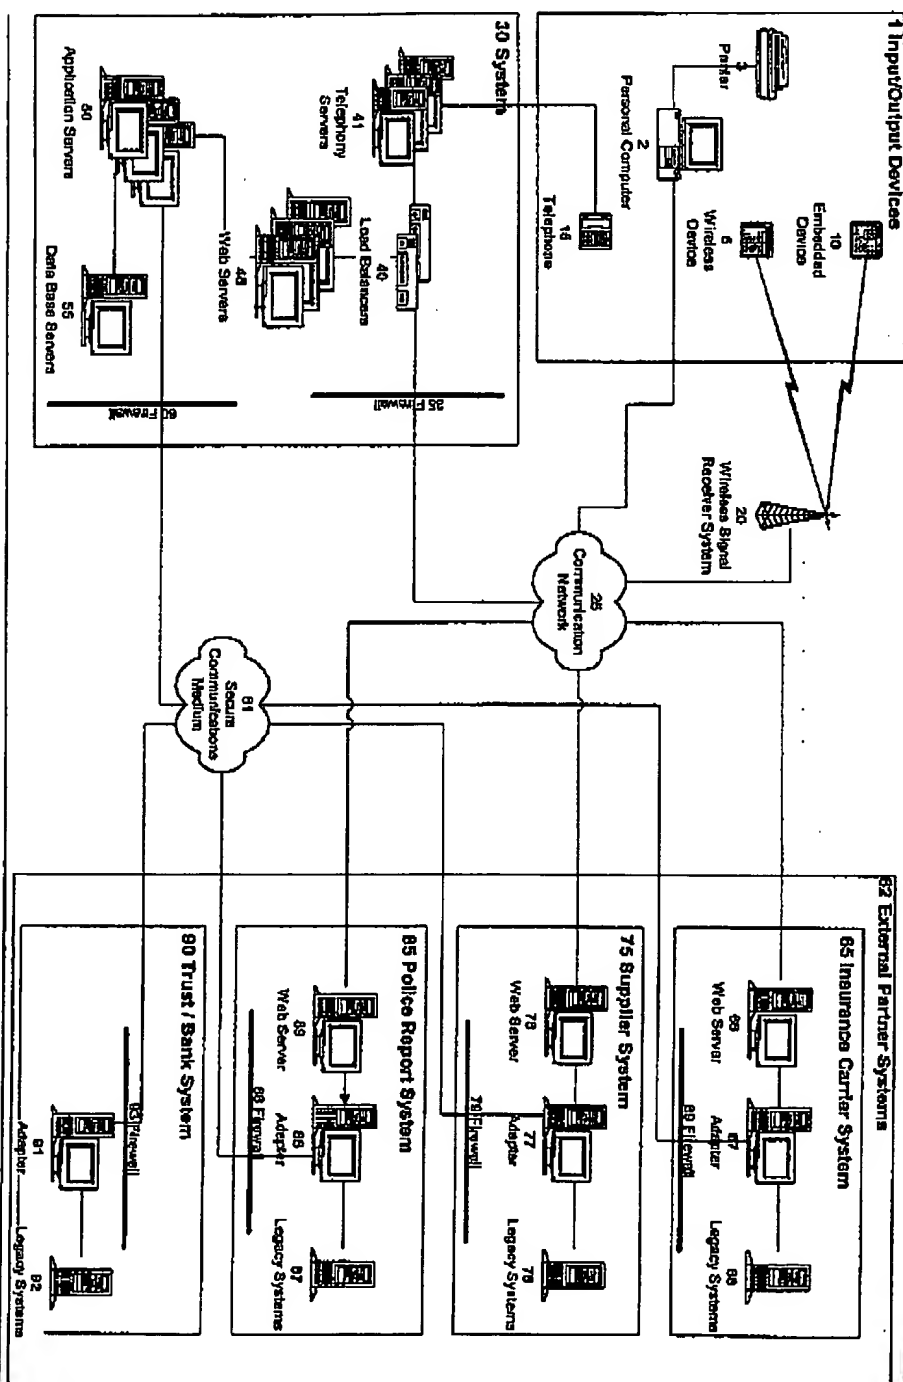 1 Input/Output Devices
3
Printer
2
Personal Computer
10
Embedded
Device
5
Wireless
Device
15
Telephone
20
Wireless Signal
Receiver System
30 System
41
Telephony
Servers
40
Load Balancers
45
Web Servers
50
Application Servers
55
Data Base Servers
35 Firewall
60 Firewall
25
Communication
Network
61
Secure
Communications
Medium
62 External Partner Systems
65 Insurance Carrier System
66
Web Server
67
Adapter
68
Legacy Systems
69 Firewall
75 Supplier System
78
Web Server
77
Adapter
76
Legacy Systems
79 Firewall
85 Police Report System
89
Web Server
Adapter
87
Legacy Systems
88 Firewall
90 Trust / Bank System
93 Firewall
91
Adapter
92
Legacy Systems